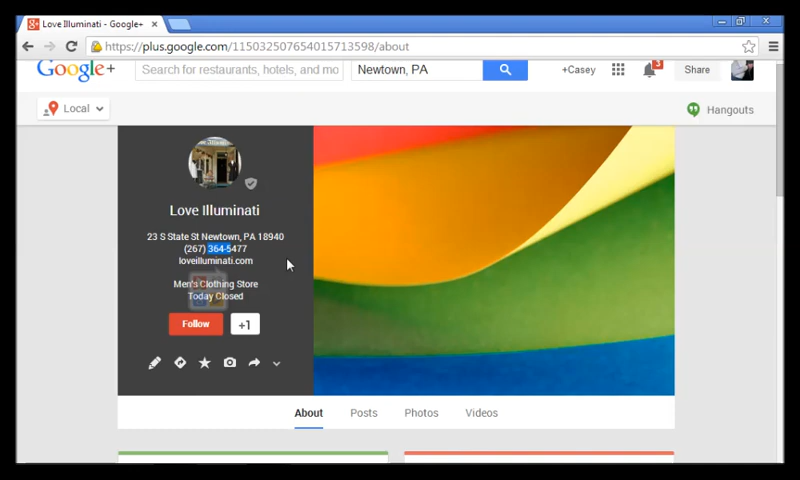 Love Illuminati - Google+
https://plus.google.com/115032507654015713598/about
Google+
Search for restaurants, hotels, and mo
Newtown, PA
+Casey
3
Share
Local
Hangouts
Love Illuminati
23 S State St Newtown, PA 18940
(267) 364-5477
loveilluminati.com
Men's Clothing Store
Today Closed
Follow
+1
About
Posts
Photos
Videos